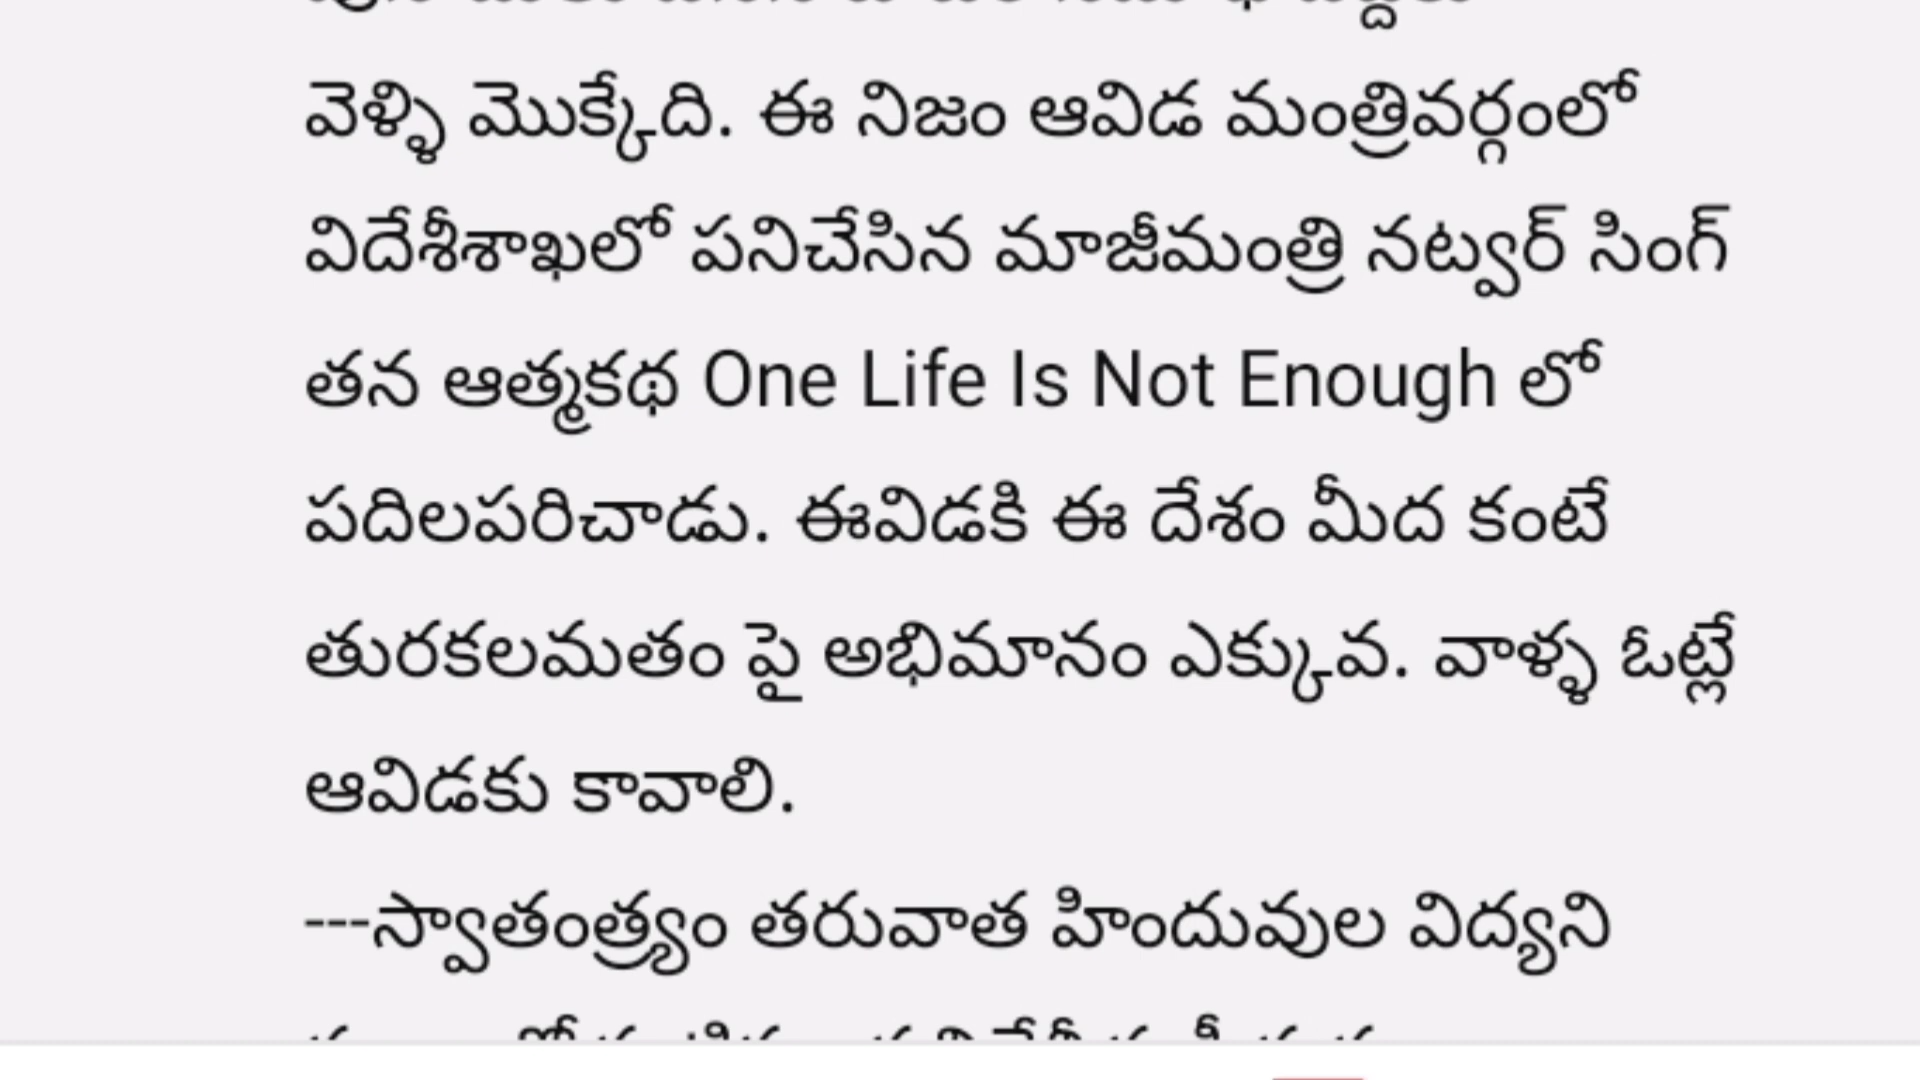 వెళ్ళి మొక్కేది. ఈ నిజం ఆవిడ మంత్రివర్గంలో
విదేశీశాఖలో పనిచేసిన మాజీమంత్రి నట్వర్ సింగ్
తన ఆత్మకథ One Life Is Not Enough లో
పదిలపరిచాడు. ఈవిడకి ఈ దేశం మీద కంటే
తురకలమతం పై అభిమానం ఎక్కువ. వాళ్ళ ఓట్లే
ఆవిడకు కావాలి.
---స్వాతంత్ర్యం తరువాత హిందువుల విద్యని